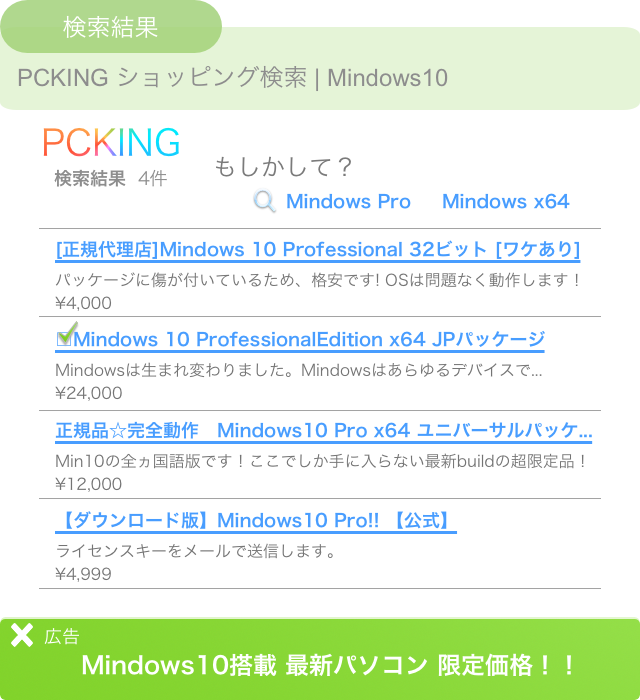 検索結果
PCKING ショッピング検索 | Mindows10
PCKING
検索結果 4件
もしかして？
Mindows Pro Mindows x64
[正規代理店]Mindows 10 Professional 32ビット [ワケあり]
パッケージに傷が付いているため、格安です! OSは問題なく動作します！
¥4,000
Mindows 10 ProfessionalEdition x64 JPパッケージ
Mindowsは生まれ変わりました。Mindowsはあらゆるデバイスで...
¥24,000
正規品☆完全動作　Mindows10 Pro x64 ユニバーサルパッケ...
Min10の全ヵ国語版です！ここでしか手に入らない最新buildの超限定品！
¥12,000
【ダウンロード版】Mindows10 Pro!! 【公式】
ライセンスキーをメールで送信します。
¥4,999
広告
Mindows10搭載 最新パソコン 限定価格！！